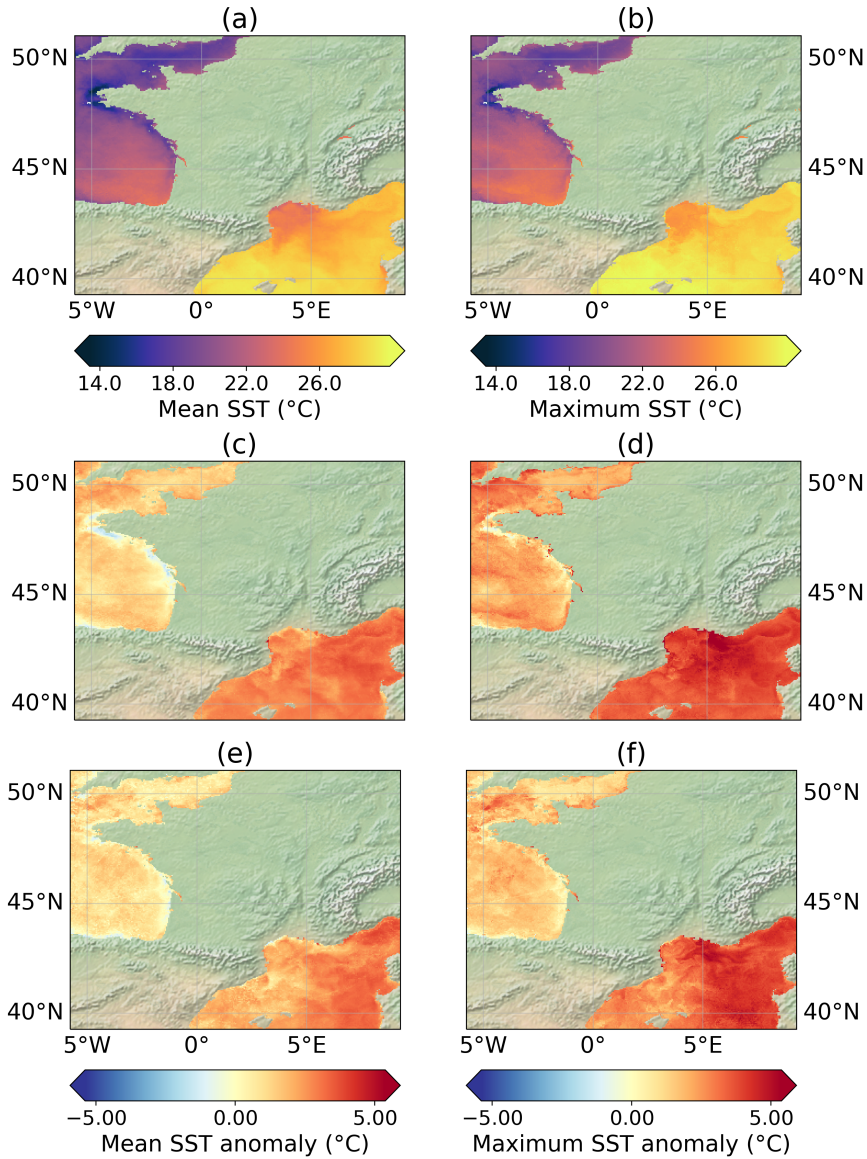 (a) (b)
50°N 50°N
45°N 45°N
40°N 40°N
5°W 0° 5°E 5°W 0° 5°E
14.0 18.0 22.0 26.0 14.0 18.0 22.0 26.0
Mean SST (°C) Maximum SST (°C)
(c) (d)
50°N 50°N
45°N 45°N
40°N 40°N
(e) (f)
50°N 50°N
45°N 45°N
40°N 40°N
5°W 0° 5°E 5°W 0° 5°E
−5.00 0.00 5.00 −5.00 0.00 5.00
Mean SST anomaly (°C) Maximum SST anomaly (°C)